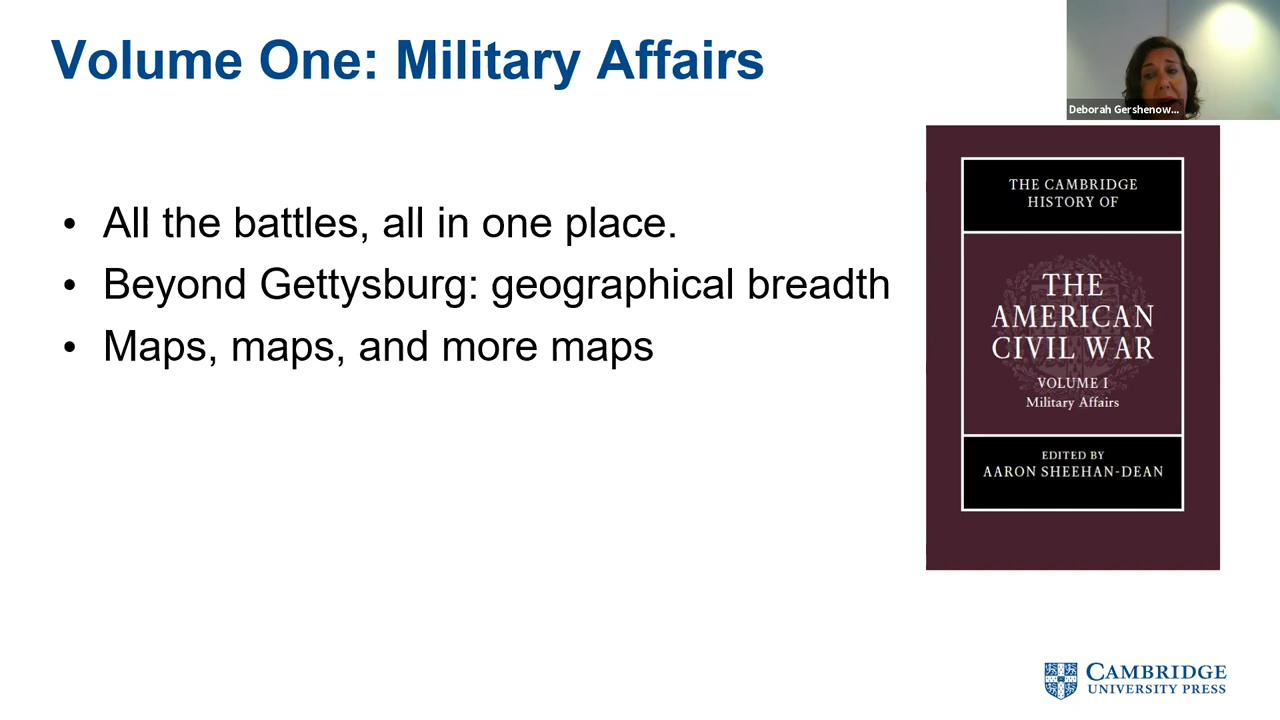 Volume One: Military Affairs
Deborah Gershenow...
• All the battles, all in one place.
• Beyond Gettysburg: geographical breadth
• Maps, maps, and more maps
THE CAMBRIDGE
HISTORY OF
THE
AMERICAN
CIVIL WAR
VOLUME I
Military Affairs
EDITED BY
AARON SHEEHAN-DEAN
CAMBRIDGE
UNIVERSITY PRESS